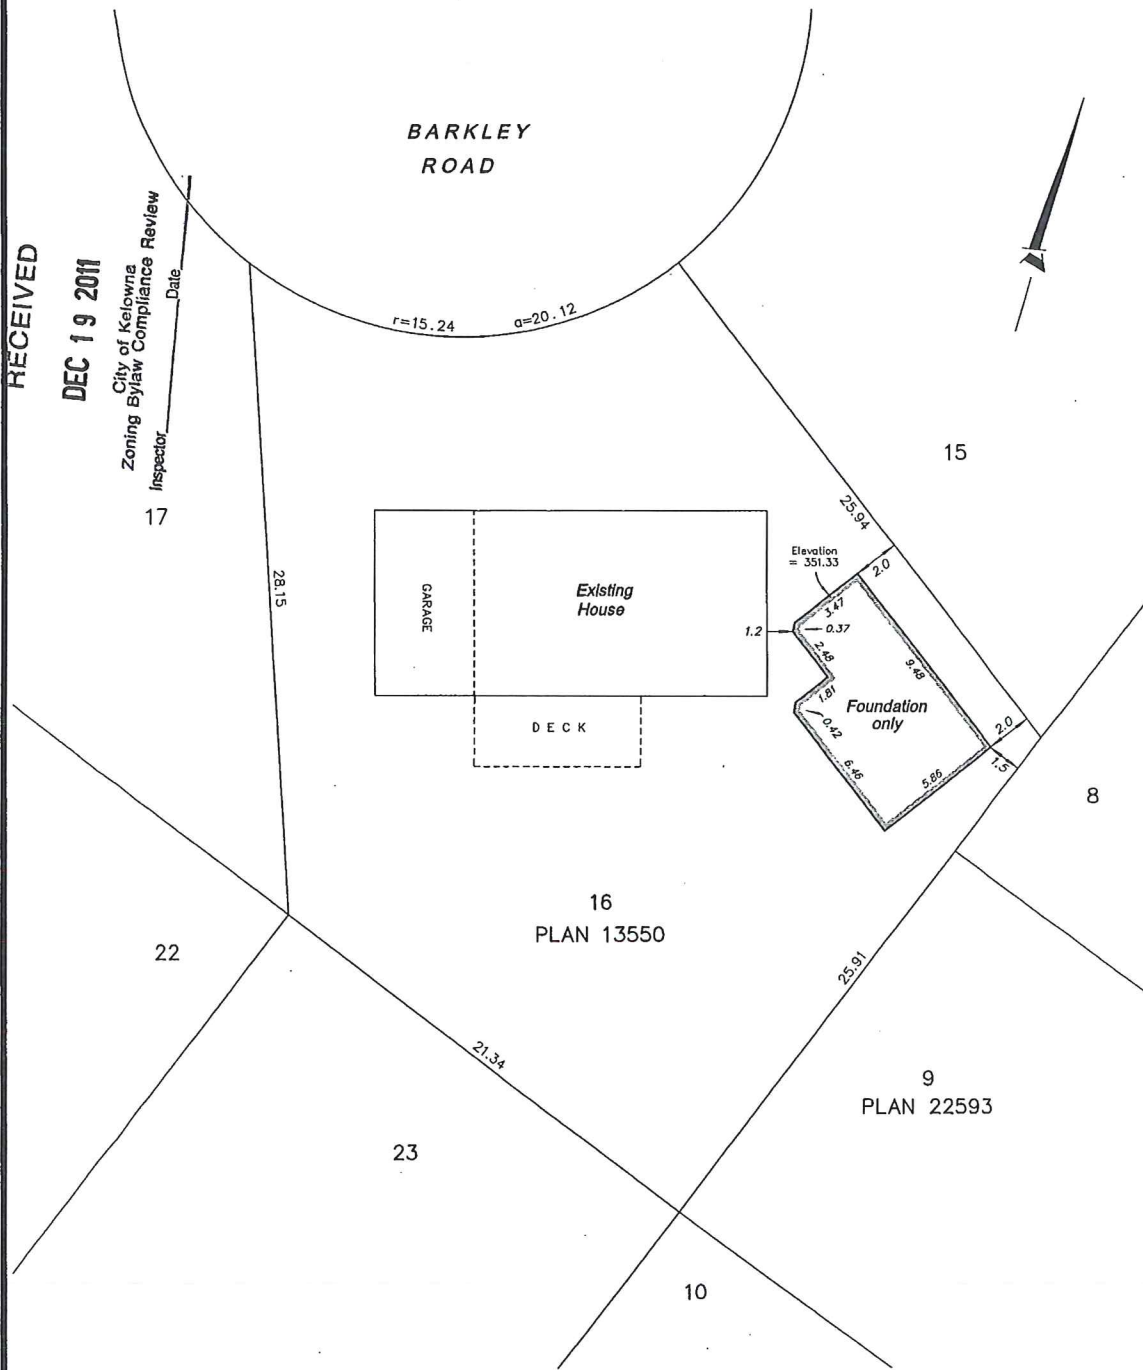 BARKLEY
ROAD
RECEIVED
DEC 19 2011
City of Kelowna
Zoning Bylaw Compliance Review
Inspector Date
r=15.24 a=20.12
15
17
25.94
28.15
Elevation
= 351.33
2.0
3.47
0.37
1.2
2.48
9.48
GARAGE
Existing
House
1.81
Foundation
only
0.42
2.0
1.5
DECK
6.46
5.86
8
16
PLAN 13550
22
25.91
21.34
9
PLAN 22593
23
10